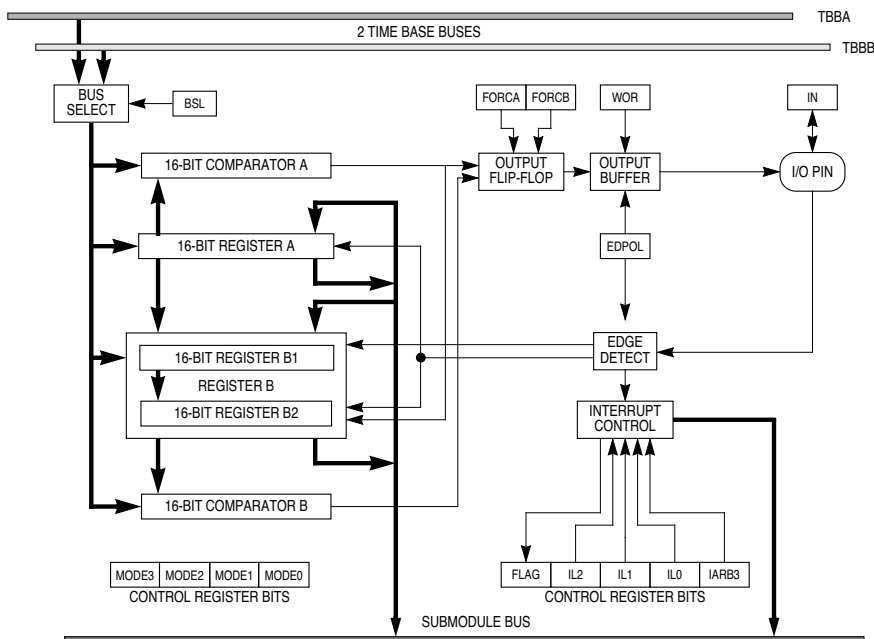 TBBA
2 TIME BASE BUSES
TBBB
BUS
SELECT
BSL
FORCA
FORCB
WOR
IN
16-BIT COMPARATOR A
OUTPUT
FLIP-FLOP
OUTPUT
BUFFER
I/O PIN
16-BIT REGISTER A
EDPOL
16-BIT REGISTER B1
REGISTER B
16-BIT REGISTER B2
EDGE
DETECT
INTERRUPT
CONTROL
16-BIT COMPARATOR B
MODE3 MODE2 MODE1 MODE0
CONTROL REGISTER BITS
FLAG IL2 IL1 IL0 IARB3
CONTROL REGISTER BITS
SUBMODULE BUS